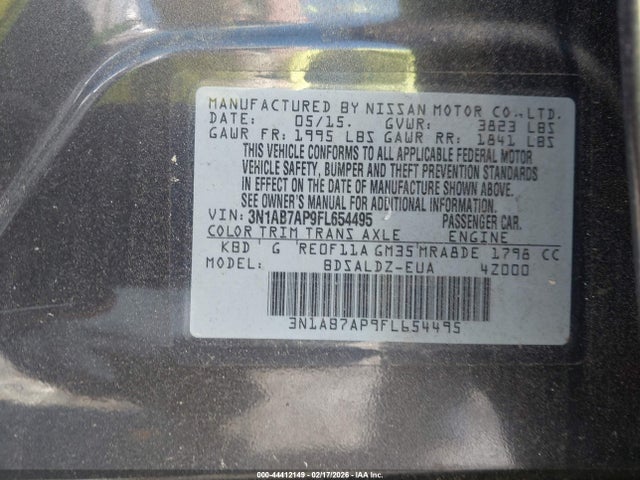 MANUFACTURED BY NISSAN MOTOR CO., LTD.
DATE: 05/15. GVWR: 3823 LBS
GAWR FR: 1995 LBS GAWR RR: 1841 LBS
THIS VEHICLE CONFORMS TO ALL APPLICABLE FEDERAL MOTOR
VEHICLE SAFETY, BUMPER AND THEFT PREVENTION STANDARDS
IN EFFECT ON THE DATE OF MANUFACTURE SHOWN ABOVE.
SEE OWNER'S MANUAL FOR ADDITIONAL INFORMATION.
VIN: 3N1AB7AP9FL654495 PASSENGER CAR.
COLOR TRIM TRANS AXLE ENGINE
KBD G RE0F11A GM35 MRA8DE 1798 CC
MODEL: BDSALDZ-EUA 4Z000
3N1AB7AP9FL654495
000-44412149 - 02/17/2026 - IAA Inc.